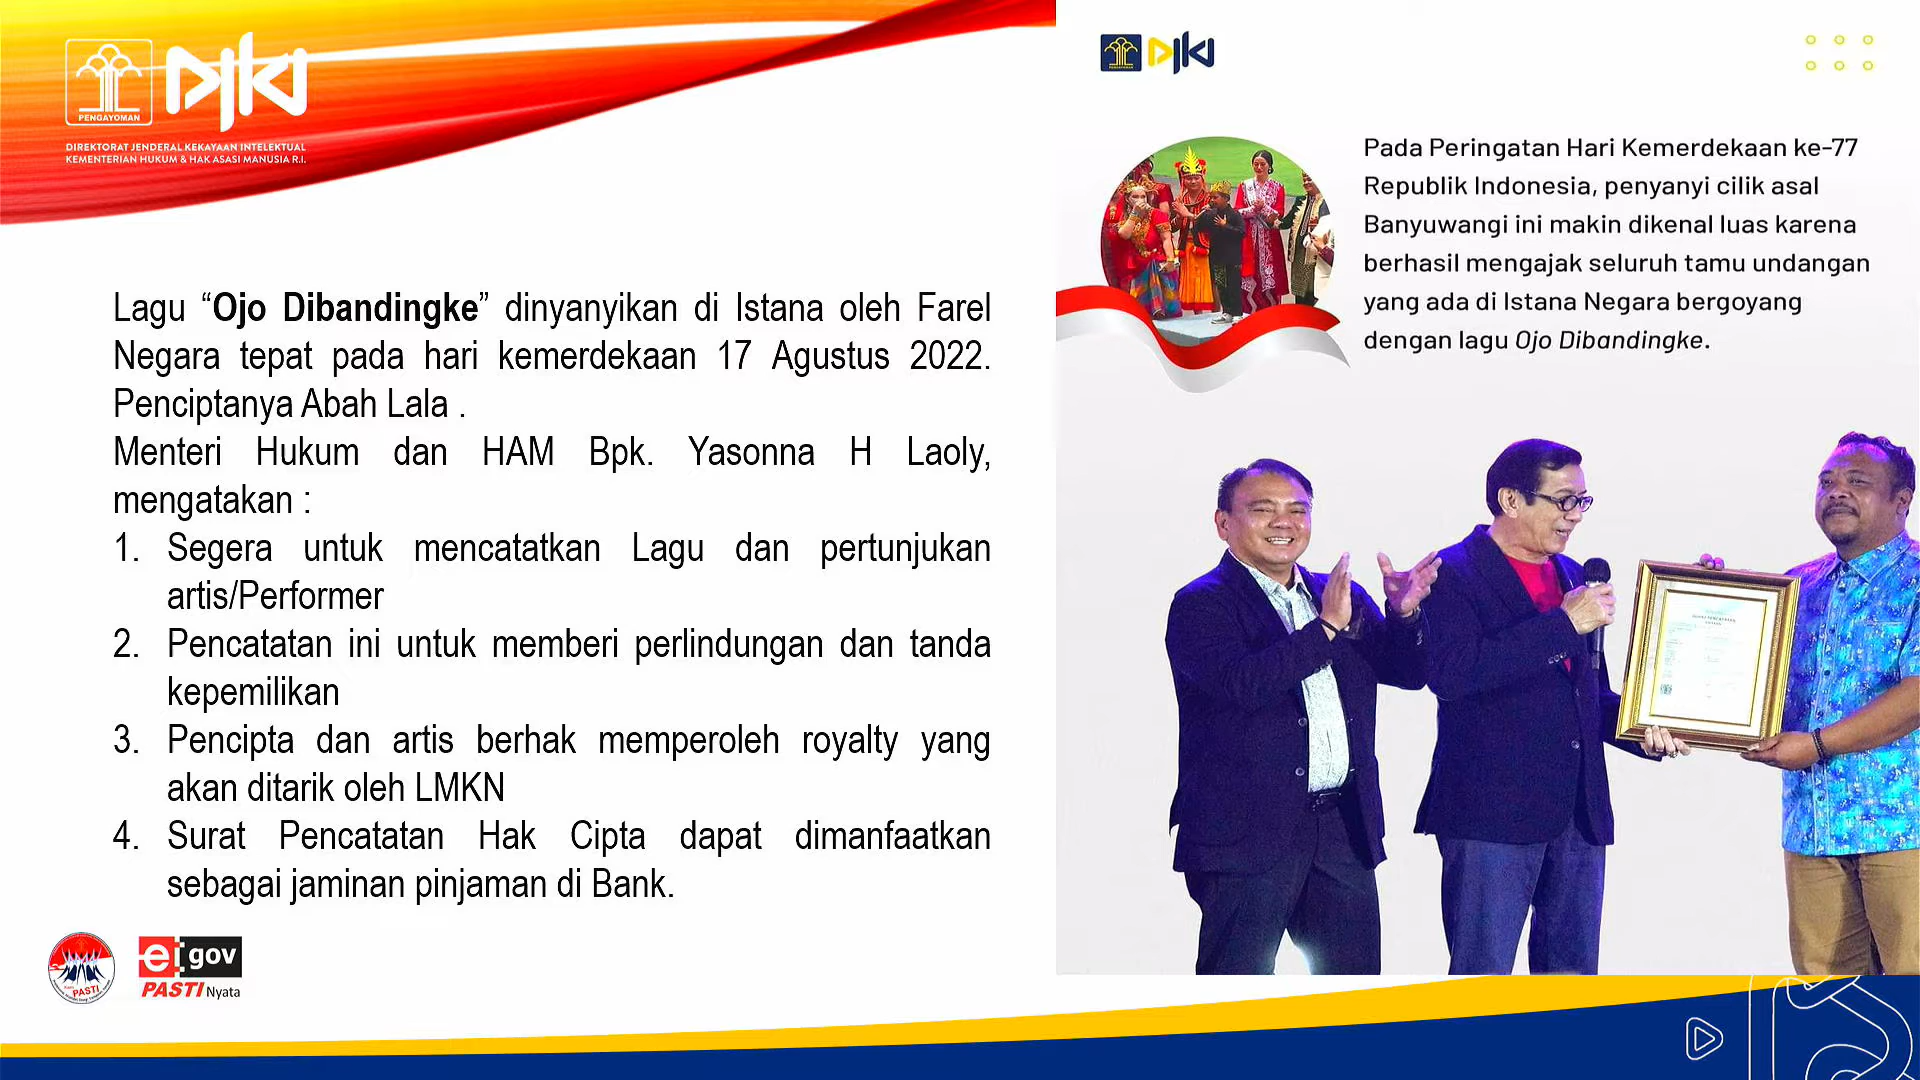 PENGAYOMAN
DJKI
DIREKTORAT JENDERAL KEKAYAAN INTELEKTUAL
KEMENTERIAN HUKUM & HAK ASASI MANUSIA R.I.
Lagu “Ojo Dibandingke” dinyanyikan di Istana oleh Farel
Negara tepat pada hari kemerdekaan 17 Agustus 2022.
Penciptanya Abah Lala .
Menteri Hukum dan HAM Bpk. Yasonna H Laoly,
mengatakan :
1. Segera untuk mencatatkan Lagu dan pertunjukan
artis/Performer
2. Pencatatan ini untuk memberi perlindungan dan tanda
kepemilikan
3. Pencipta dan artis berhak memperoleh royalty yang
akan ditarik oleh LMKN
4. Surat Pencatatan Hak Cipta dapat dimanfaatkan
sebagai jaminan pinjaman di Bank.
PASTI
e gov
PASTI Nyata
PENGAYOMAN
DJKI
Pada Peringatan Hari Kemerdekaan ke-77
Republik Indonesia, penyanyi cilik asal
Banyuwangi ini makin dikenal luas karena
berhasil mengajak seluruh tamu undangan
yang ada di Istana Negara bergoyang
dengan lagu Ojo Dibandingke.